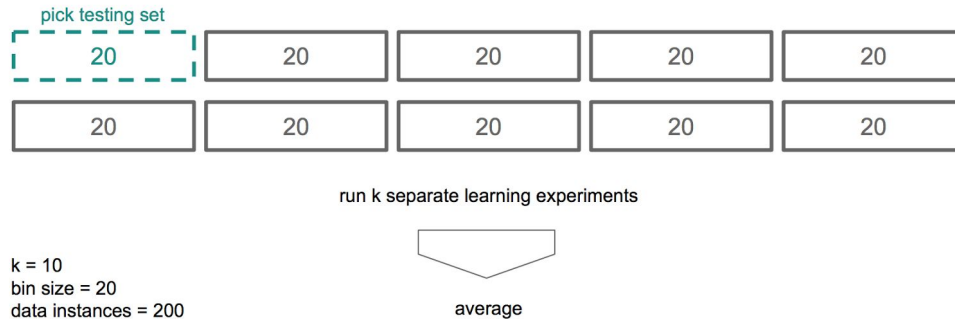 pick testing set
20 20 20 20 20
20 20 20 20 20
run k separate learning experiments
k = 10
bin size = 20
data instances = 200
average